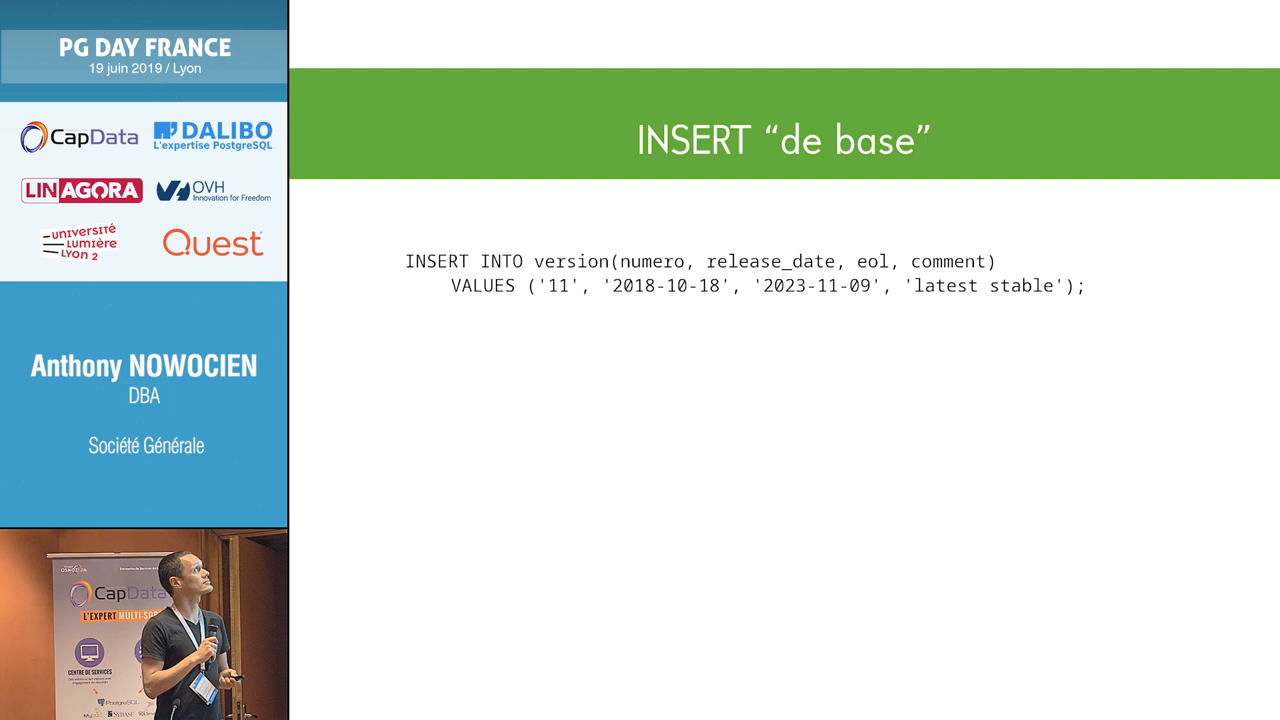 PG DAY FRANCE
19 juin 2019 / Lyon
CapData
DALIBO
L'expertise PostgreSQL
LINAGORA
OVH
Innovation for Freedom
UNIVERSITÉ
LUMIÈRE
LYON 2
Quest
Anthony NOWOCIEN
DBA
Société Générale
INSERT “de base”
INSERT INTO version(numero, release_date, eol, comment)
VALUES ('11', '2018-10-18', '2023-11-09', 'latest stable');
CapData
L'EXPERT MULTI-
CENTRE DE SERVICES
PostgreSQL
SYBASE